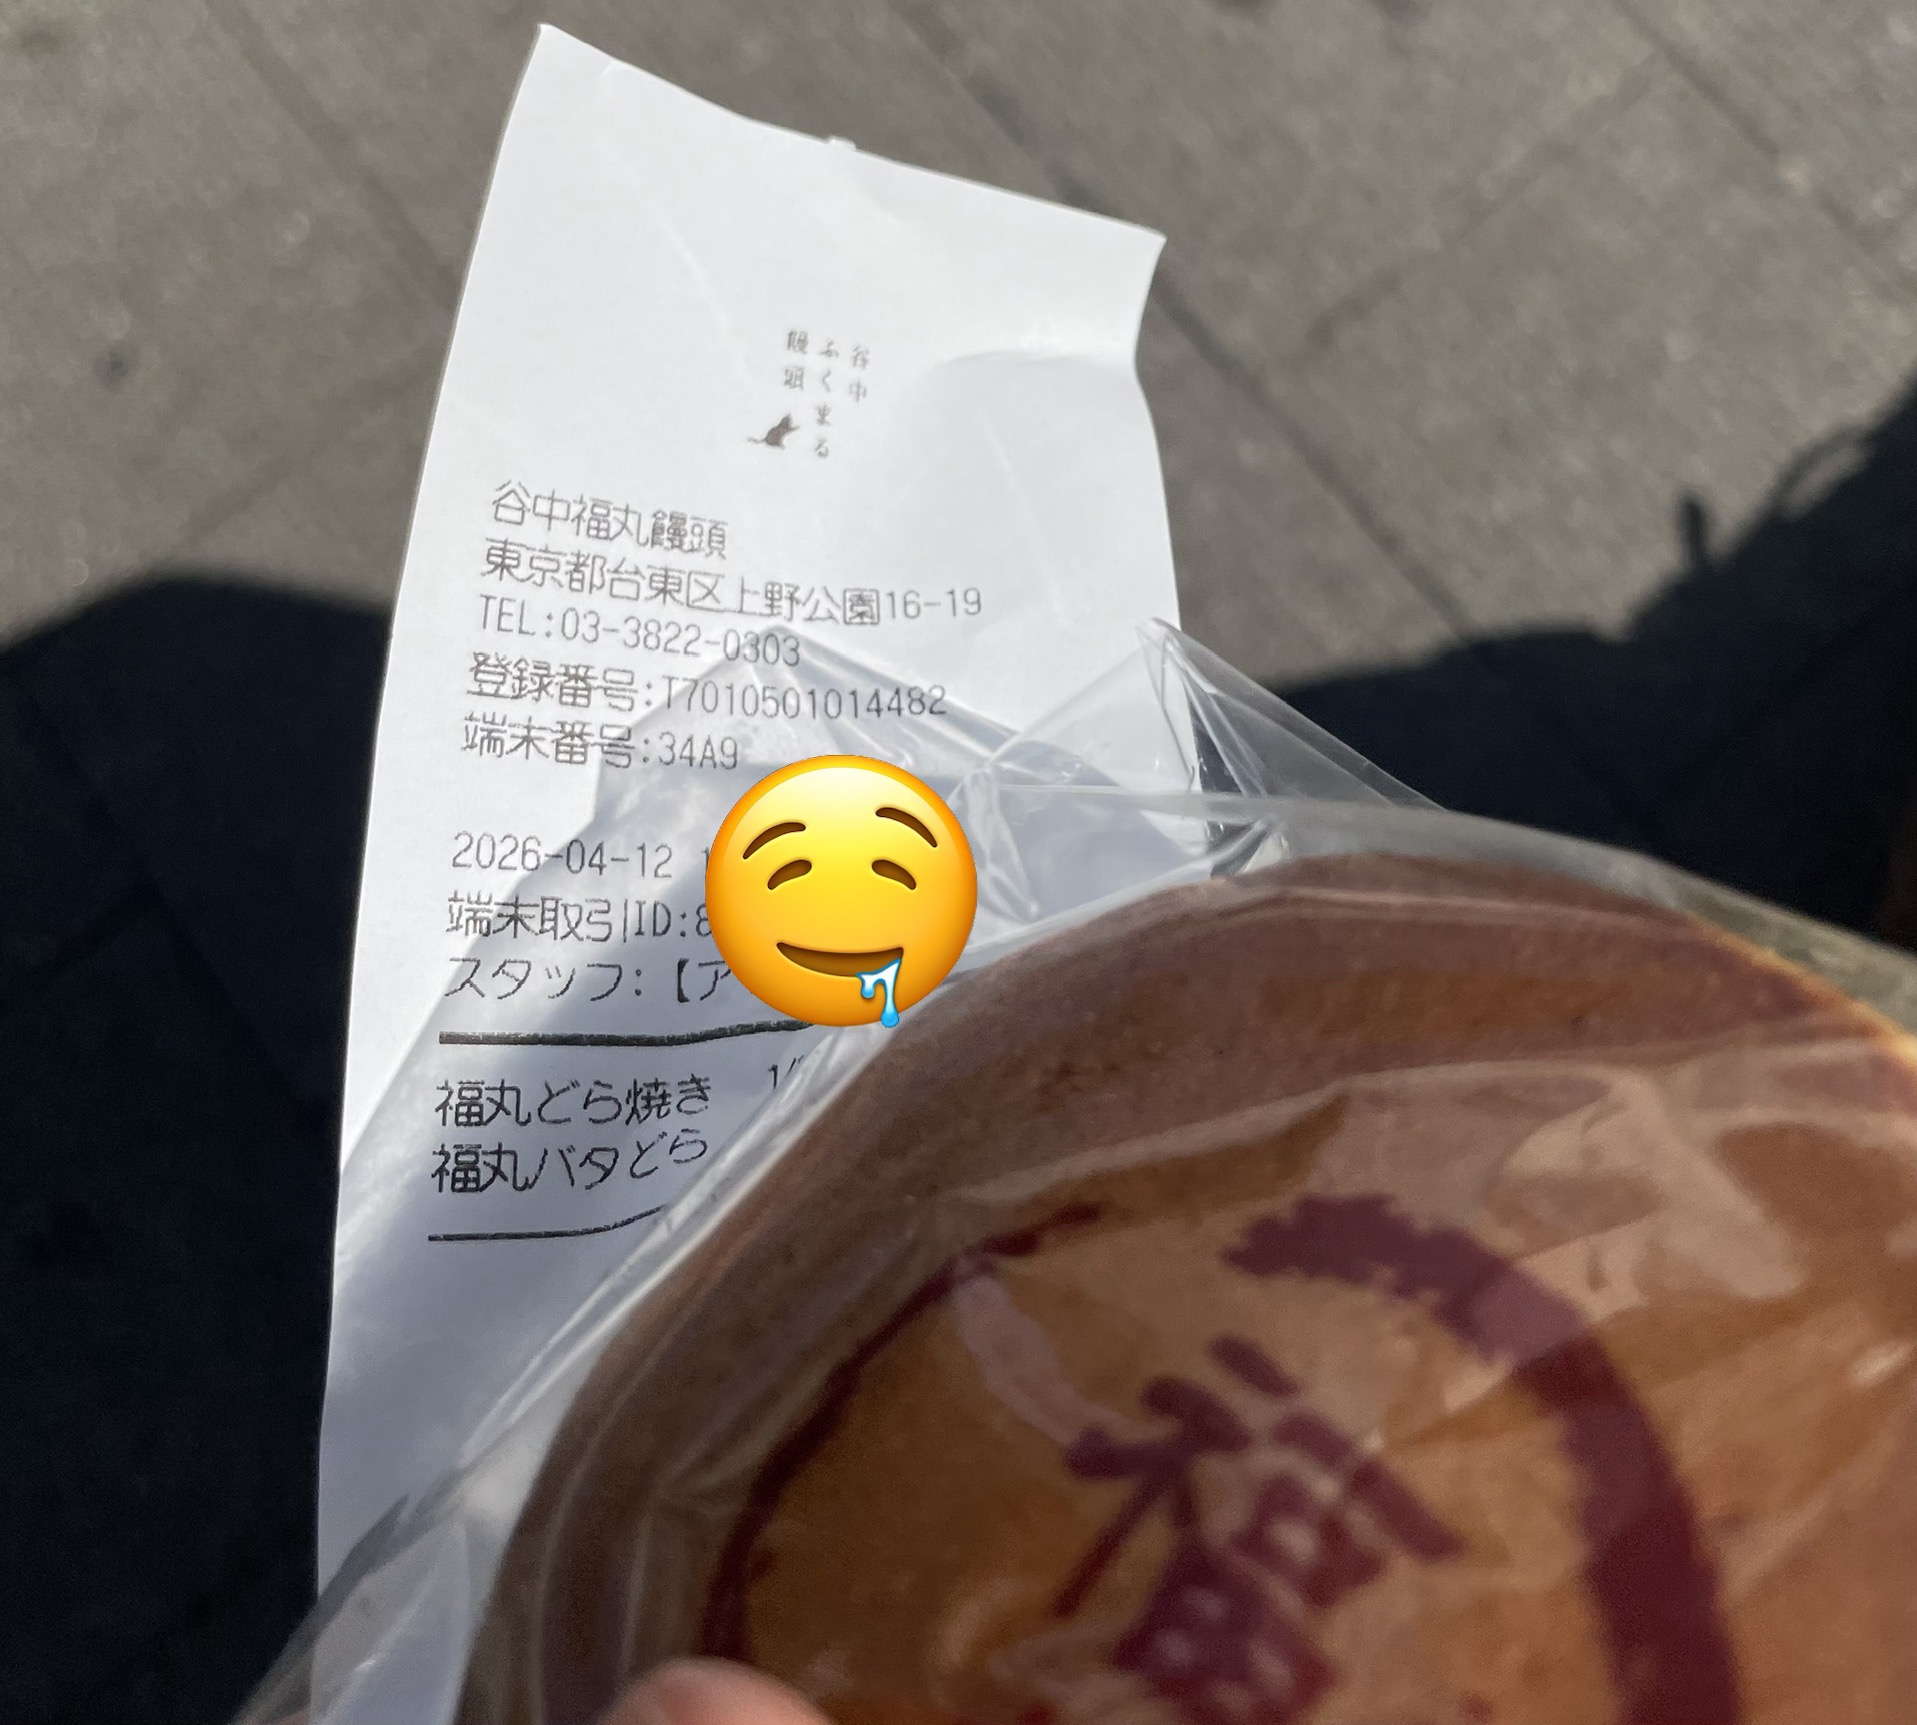 谷中
ふくまる
饅頭
谷中福丸饅頭
東京都台東区上野公園16-19
TEL:03-3822-0303
登録番号:T7010501014482
端末番号:34A9
2026-04-12 1
端末取引ID:8
スタッフ:【ア
福丸どら焼き
福丸バタどら
福